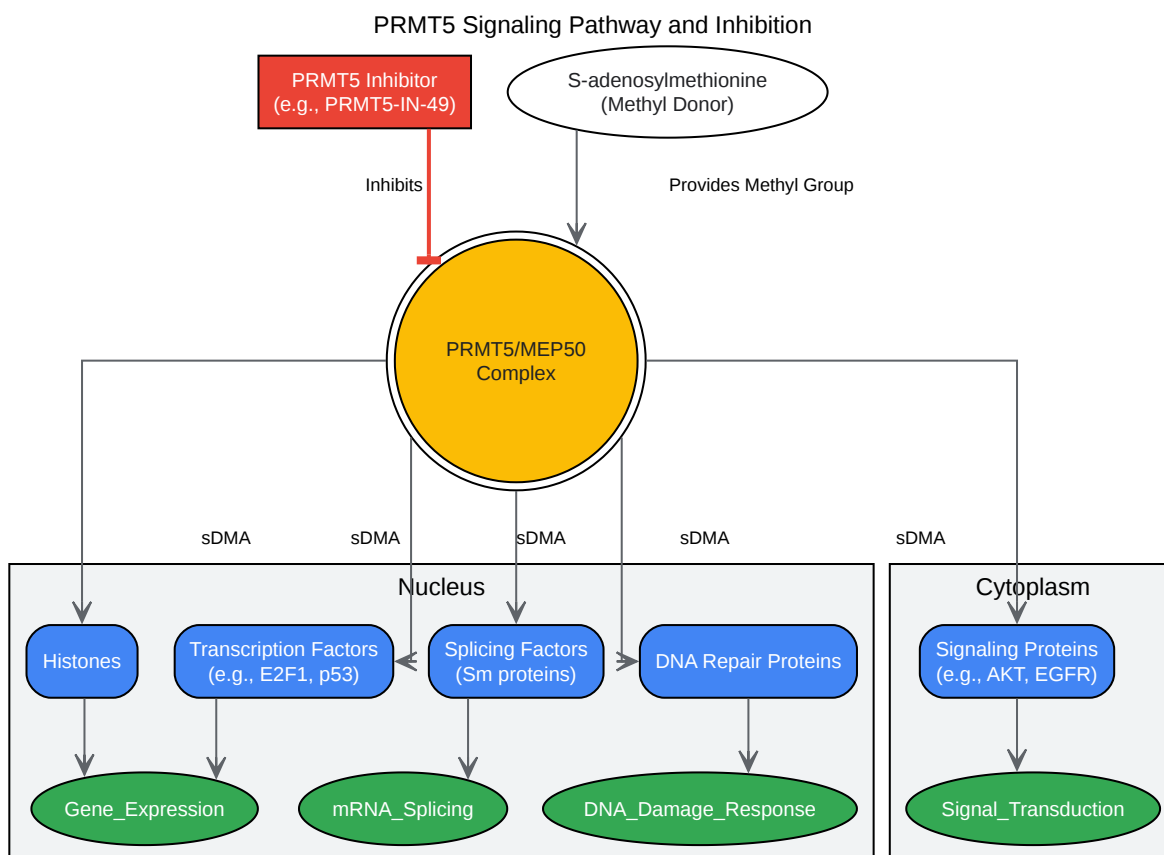 PRMT5 Signaling Pathway and Inhibition
PRMT5 Inhibitor
(e.g., PRMT5-IN-49)
S-adenosylmethionine
(Methyl Donor)
Inhibits
Provides Methyl Group
PRMT5/MEP50
Complex
sDMA
sDMA
sDMA
sDMA
sDMA
Nucleus
Cytoplasm
Histones
Transcription Factors
(e.g., E2F1, p53)
Splicing Factors
(Sm proteins)
DNA Repair Proteins
Signaling Proteins
(e.g., AKT, EGFR)
Gene_Expression
mRNA_Splicing
DNA_Damage_Response
Signal_Transduction